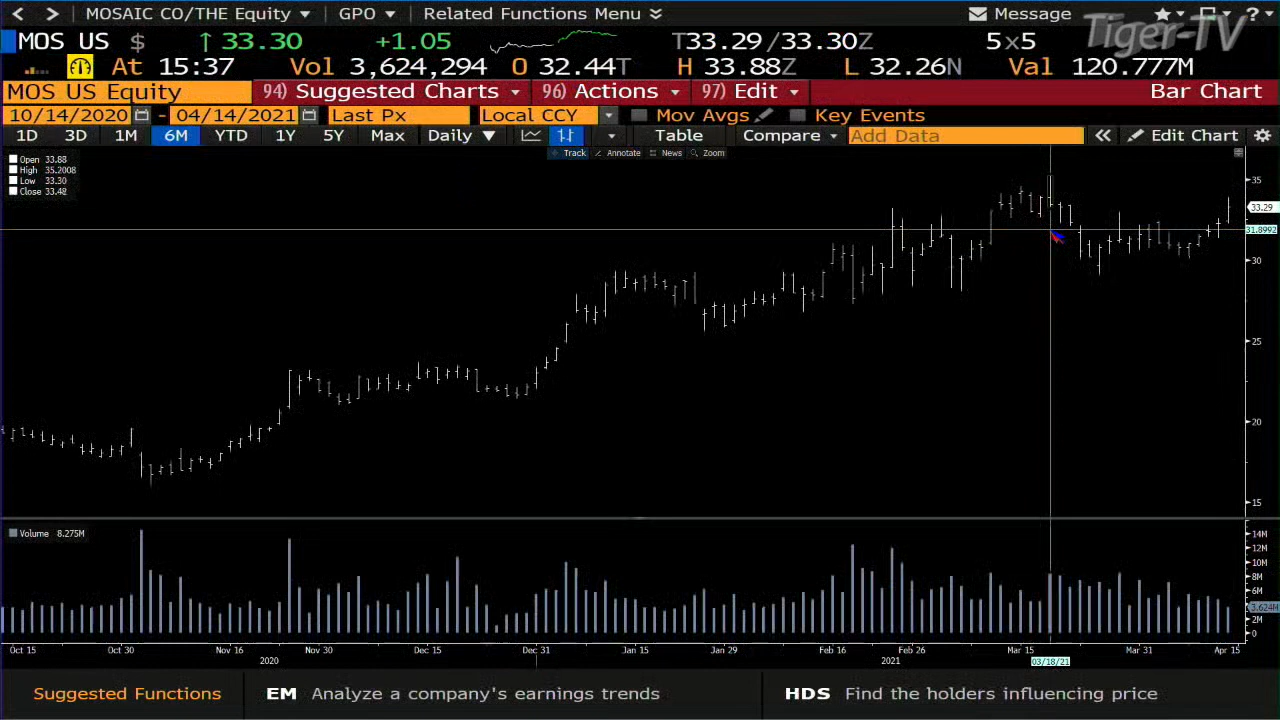 MOSAIC CO/THE Equity GPO Related Functions Menu Message
Tiger-TV
MOS US $ ↑ 33.30 +1.05 T33.29/33.30Z 5x5
At 15:37 Vol 3,624,294 O 32.44T H 33.88Z L 32.26N Val 120.777M
MOS US Equity 94) Suggested Charts 96) Actions 97) Edit Bar Chart
10/14/2020 - 04/14/2021 Last Px Local CCY Mov Avgs Key Events
1D 3D 1M 6M YTD 1Y 5Y Max Daily ▼ Table Compare Add Data « Edit Chart
Track Annotate News Zoom
Open 33.88
High 35.2008
Low 33.30
Close 33.48
35
33.29
31.8992
30
25
20
15
Volume 8.275M
14M
12M
10M
8M
6M
3.624M
2M
0
Oct 15 Oct 30 Nov 16 Nov 30 Dec 15 Dec 31 Jan 15 Jan 29 Feb 16 Feb 26 Mar 15 Mar 31 Apr 15
2020 2021 03/18/21
Suggested Functions EM Analyze a company's earnings trends HDS Find the holders influencing price